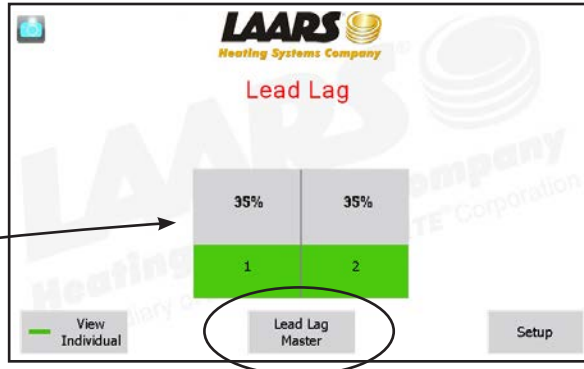 LAARS
Heating Systems Company
Lead Lag
35% 35%
1 2
View
Individual
Lead Lag
Master
Setup